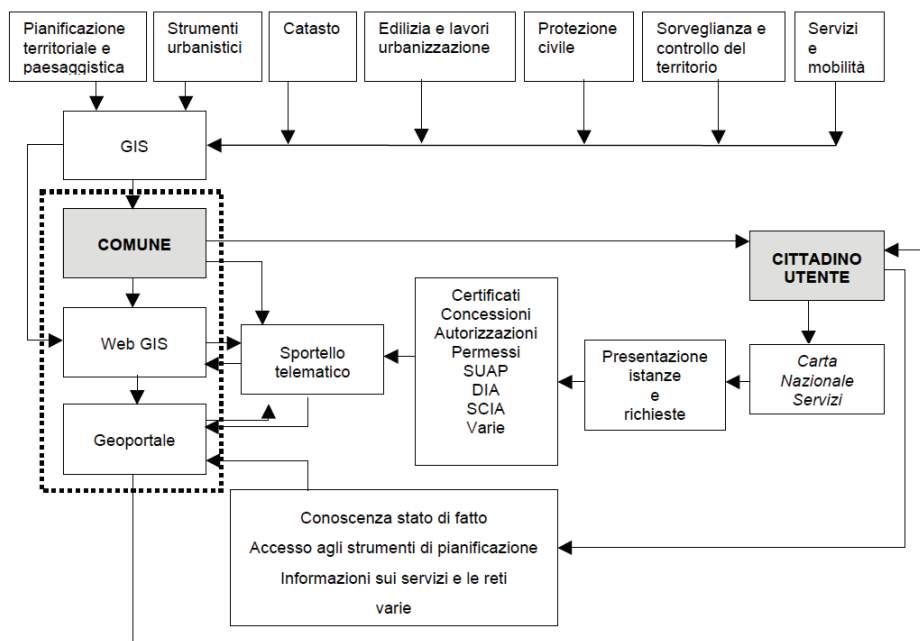 Pianificazione
territoriale e
paesaggistica
Strumenti
urbanistici
Catasto
Edilizia e lavori
urbanizzazione
Protezione
civile
Sorveglianza e
controllo del
territorio
Servizi
e
mobilità
GIS
COMUNE
CITTADINO
UTENTE
Web GIS
Sportello
telematico
Certificati
Concessioni
Autorizzazioni
Permessi
SUAP
DIA
SCIA
Varie
Presentazione
istanze
e
richieste
Carta
Nazionale
Servizi
Geoportale
Conoscenza stato di fatto
Accesso agli strumenti di pianificazione
Informazioni sui servizi e le reti
varie